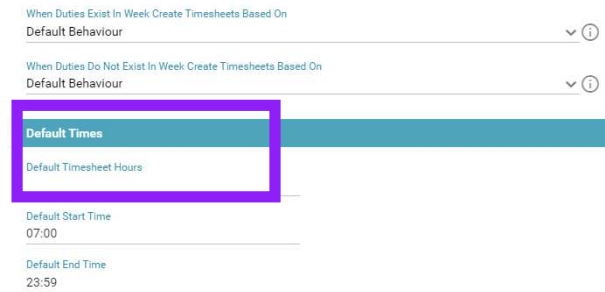 When Duties Exist In Week Create Timesheets Based On
Default Behaviour
When Duties Do Not Exist In Week Create Timesheets Based On
Default Behaviour
Default Times
Default Timesheet Hours
Default Start Time
07:00
Default End Time
23:59